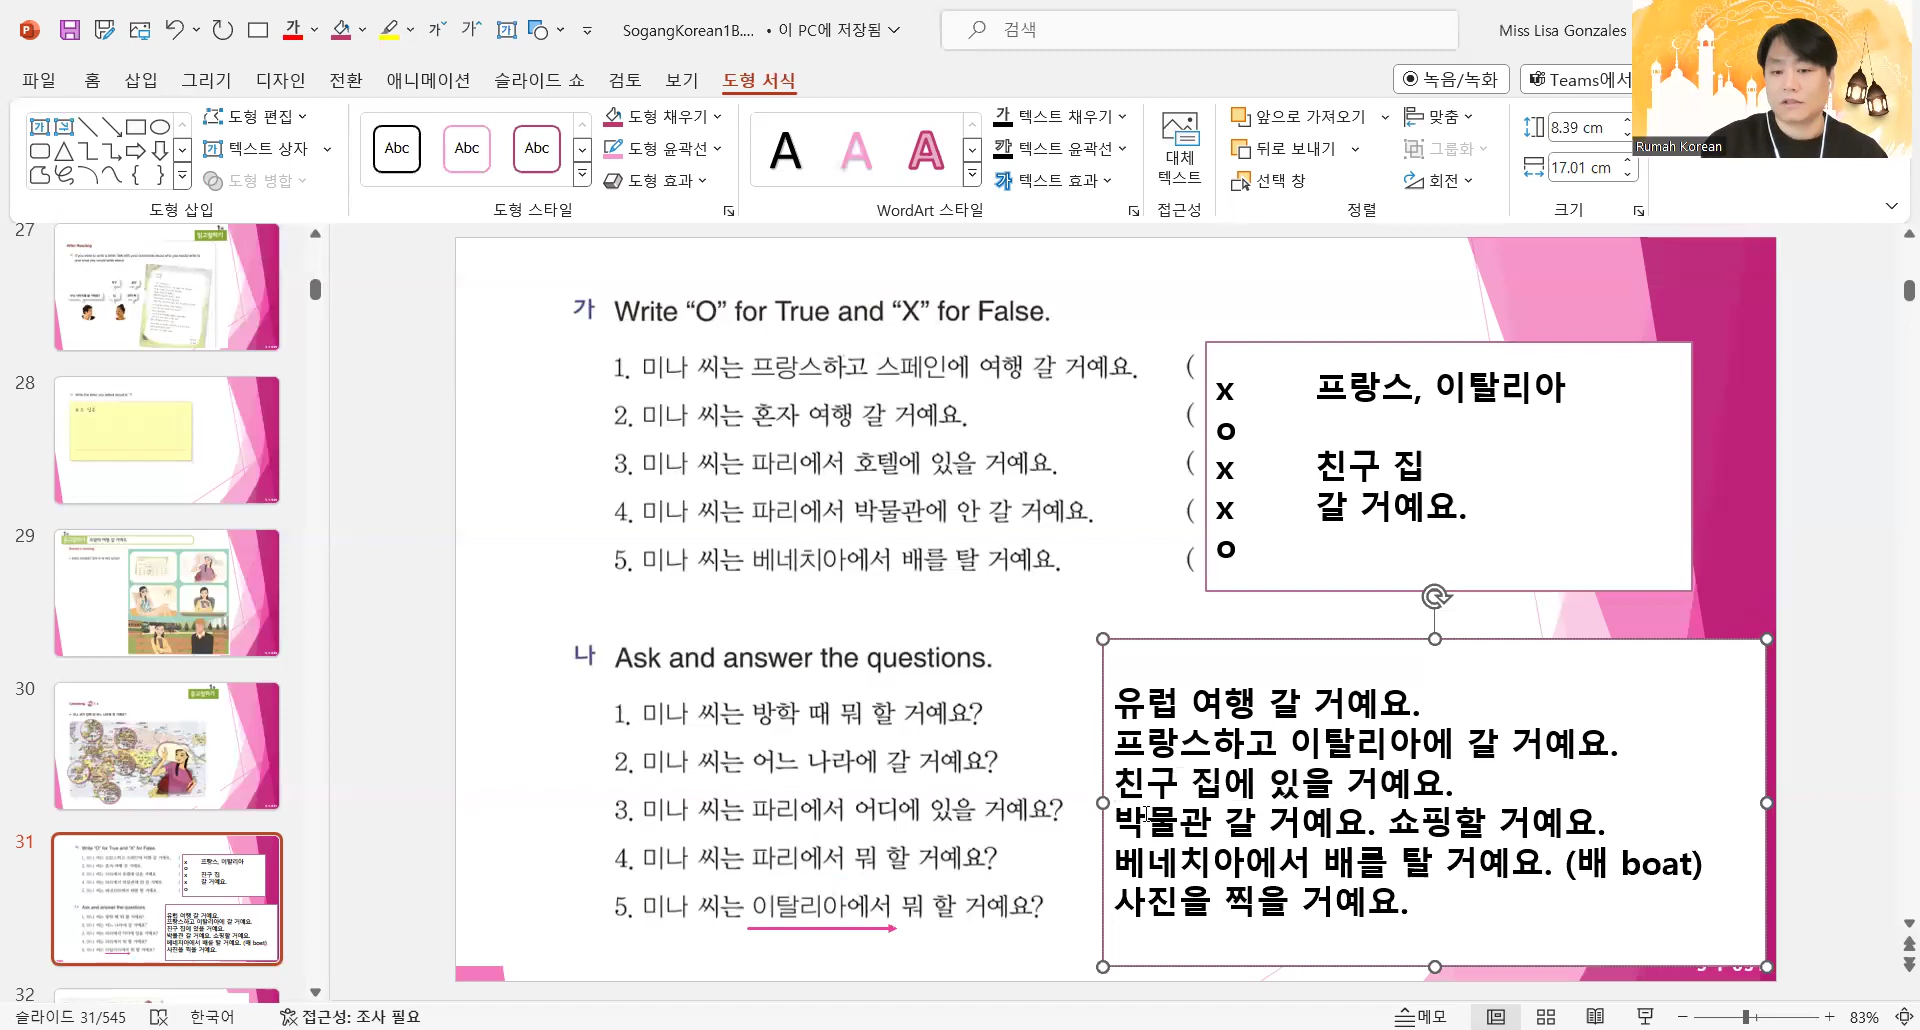 SogangKorean1B.... • 이 PC에 저장됨
검색
Miss Lisa Gonzales
파일 홈 삽입 그리기 디자인 전환 애니메이션 슬라이드 쇼 검토 보기 도형 서식
녹음/녹화
Teams에서
Rumah Korean
도형 편집
텍스트 상자
도형 병합
도형 삽입
Abc Abc Abc
도형 채우기
도형 윤곽선
도형 효과
도형 스타일
A A A
텍스트 채우기
텍스트 윤곽선
텍스트 효과
WordArt 스타일
대체
텍스트
접근성
앞으로 가져오기
뒤로 보내기
선택 창
맞춤
그룹화
회전
정렬
8.39 cm
17.01 cm
크기
27
28
29
30
31
32
가 Write “O” for True and “X” for False.
1. 미나 씨는 프랑스하고 스페인에 여행 갈 거예요. (
2. 미나 씨는 혼자 여행 갈 거예요. (
3. 미나 씨는 파리에서 호텔에 있을 거예요. (
4. 미나 씨는 파리에서 박물관에 안 갈 거예요. (
5. 미나 씨는 베네치아에서 배를 탈 거예요. (
x 프랑스, 이탈리아
o
x 친구 집
x 갈 거예요.
o
나 Ask and answer the questions.
1. 미나 씨는 방학 때 뭐 할 거예요?
2. 미나 씨는 어느 나라에 갈 거예요?
3. 미나 씨는 파리에서 어디에 있을 거예요?
4. 미나 씨는 파리에서 뭐 할 거예요?
5. 미나 씨는 이탈리아에서 뭐 할 거예요?
유럽 여행 갈 거예요.
프랑스하고 이탈리아에 갈 거예요.
친구 집에 있을 거예요.
박물관 갈 거예요. 쇼핑할 거예요.
베네치아에서 배를 탈 거예요. (배 boat)
사진을 찍을 거예요.
슬라이드 31/545
한국어
접근성: 조사 필요
메모
83%